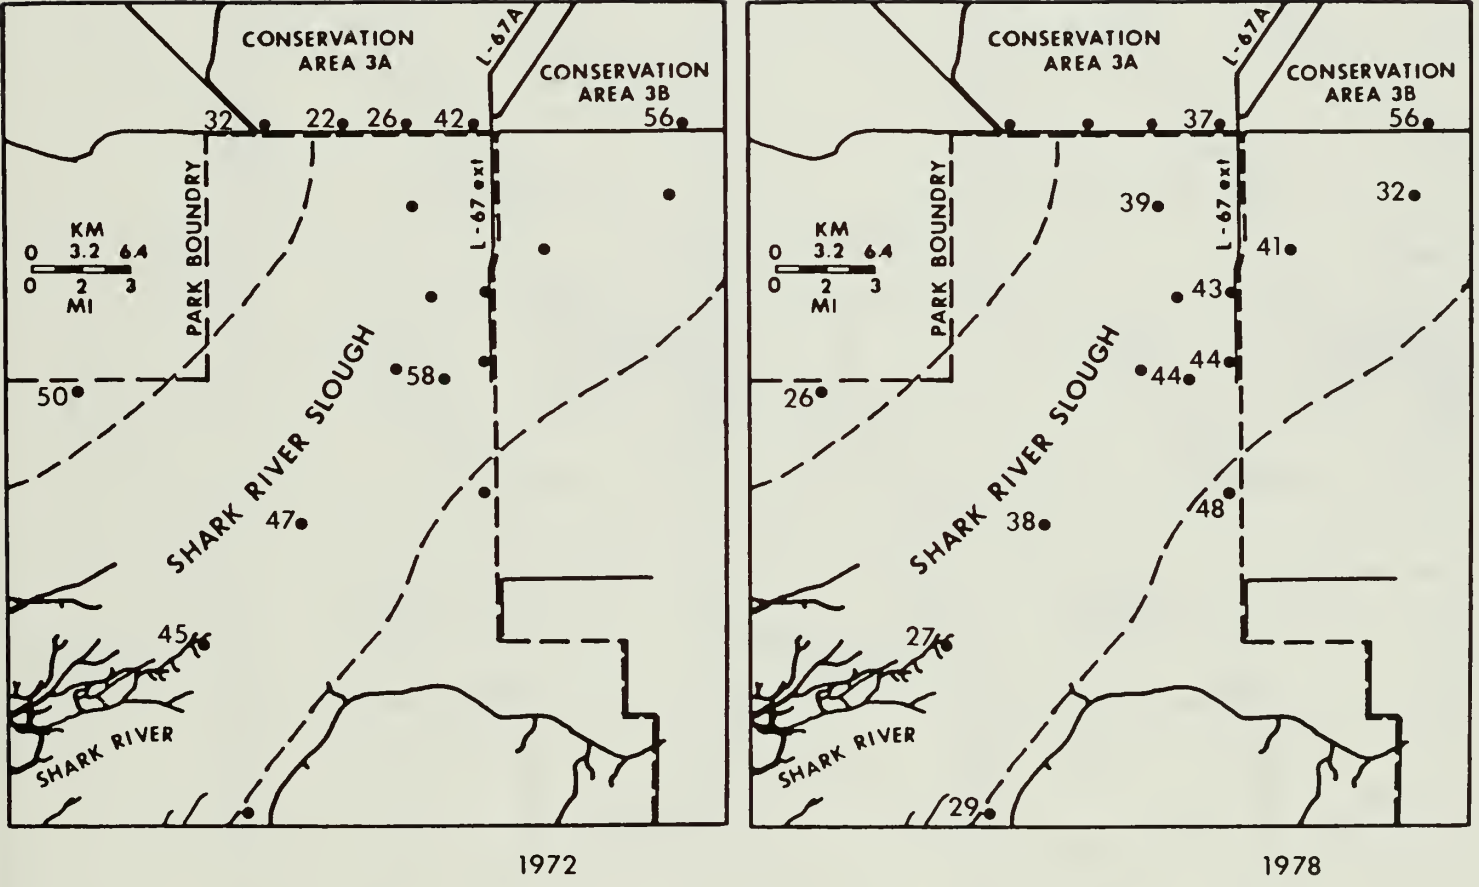 CONSERVATION
AREA 3A
L-67A
CONSERVATION
AREA 3B
32
22
26
42
56
PARK BOUNDRY
L-67 ext
KM
0 3.2 6.4
0 2 3
MI
50
58
SHARK RIVER SLOUGH
47
45
SHARK RIVER
1972
CONSERVATION
AREA 3A
L-67A
CONSERVATION
AREA 3B
37
56
PARK BOUNDRY
L-67 ext
39
32
41
KM
0 3.2 6.4
0 2 3
MI
43
44
44
26
SHARK RIVER SLOUGH
48
38
27
SHARK RIVER
29
1978